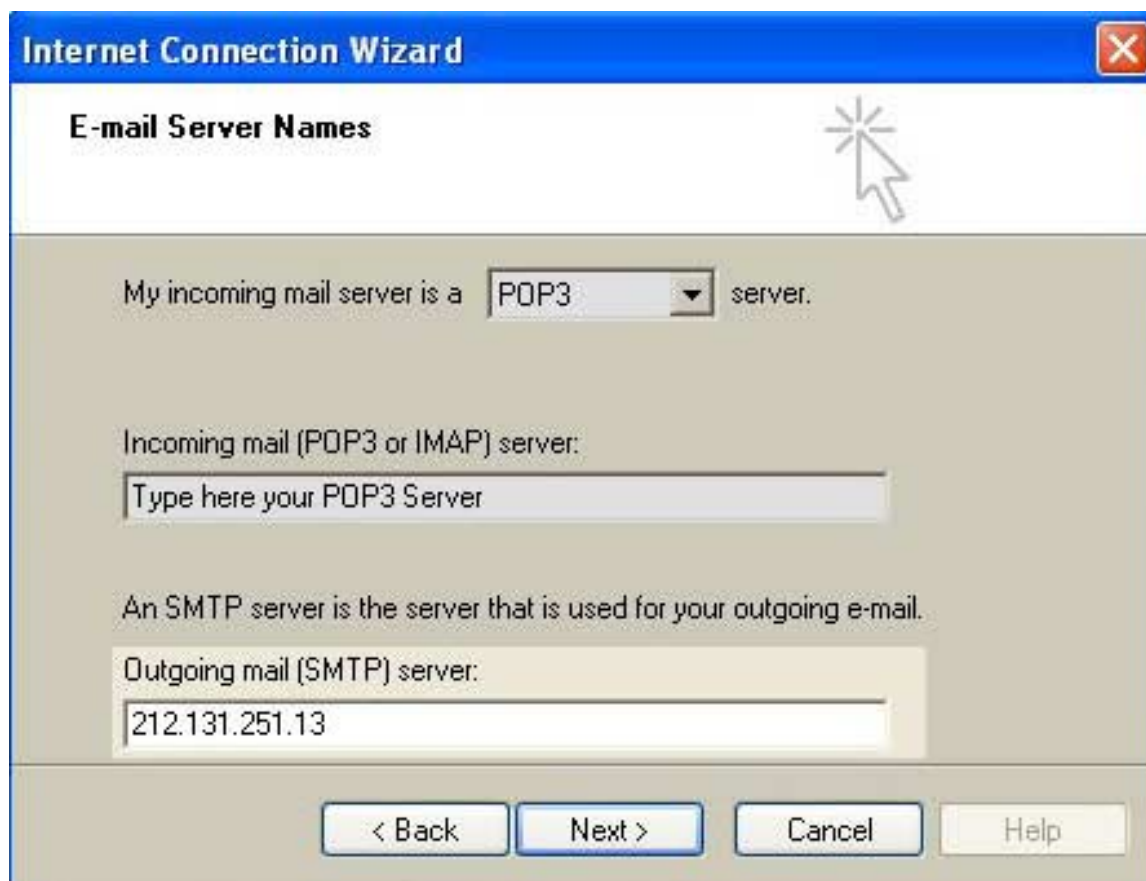 Internet Connection Wizard
E-mail Server Names
My incoming mail server is a POP3 server.
Incoming mail (POP3 or IMAP) server:
Type here your POP3 Server
An SMTP server is the server that is used for your outgoing e-mail.
Outgoing mail (SMTP) server:
212.131.251.13
< Back Next > Cancel Help